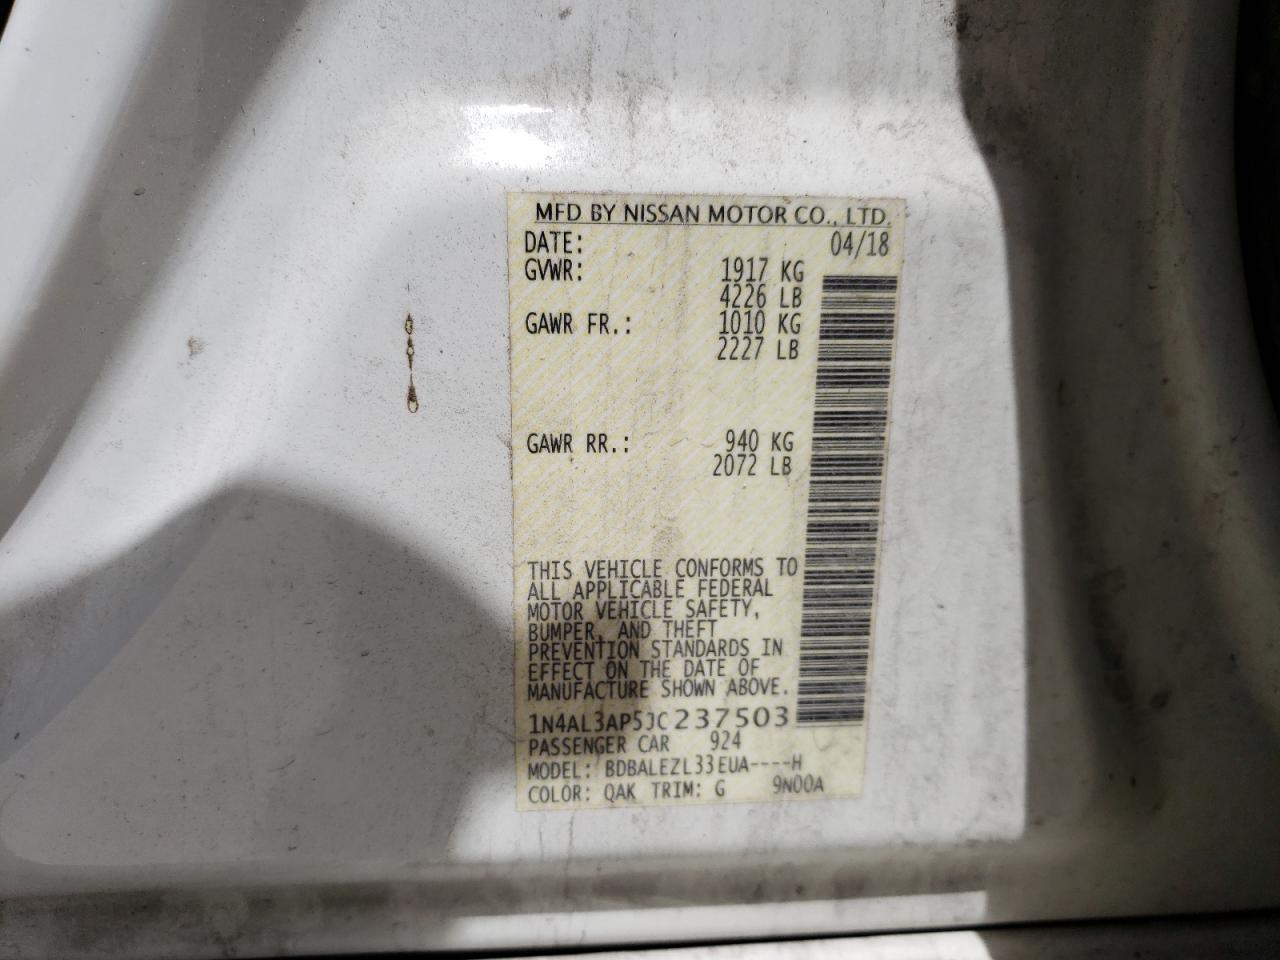 MFD BY NISSAN MOTOR CO., LTD.
DATE: 04/18
GVWR: 1917 KG
4226 LB
GAWR FR.: 1010 KG
2227 LB
GAWR RR.: 940 KG
2072 LB
THIS VEHICLE CONFORMS TO
ALL APPLICABLE FEDERAL
MOTOR VEHICLE SAFETY,
BUMPER, AND THEFT
PREVENTION STANDARDS IN
EFFECT ON THE DATE OF
MANUFACTURE SHOWN ABOVE.
1N4AL3AP5JC237503
PASSENGER CAR 924
MODEL: BDBALEZL33EUA----H
COLOR: QAK TRIM: G 9N00A